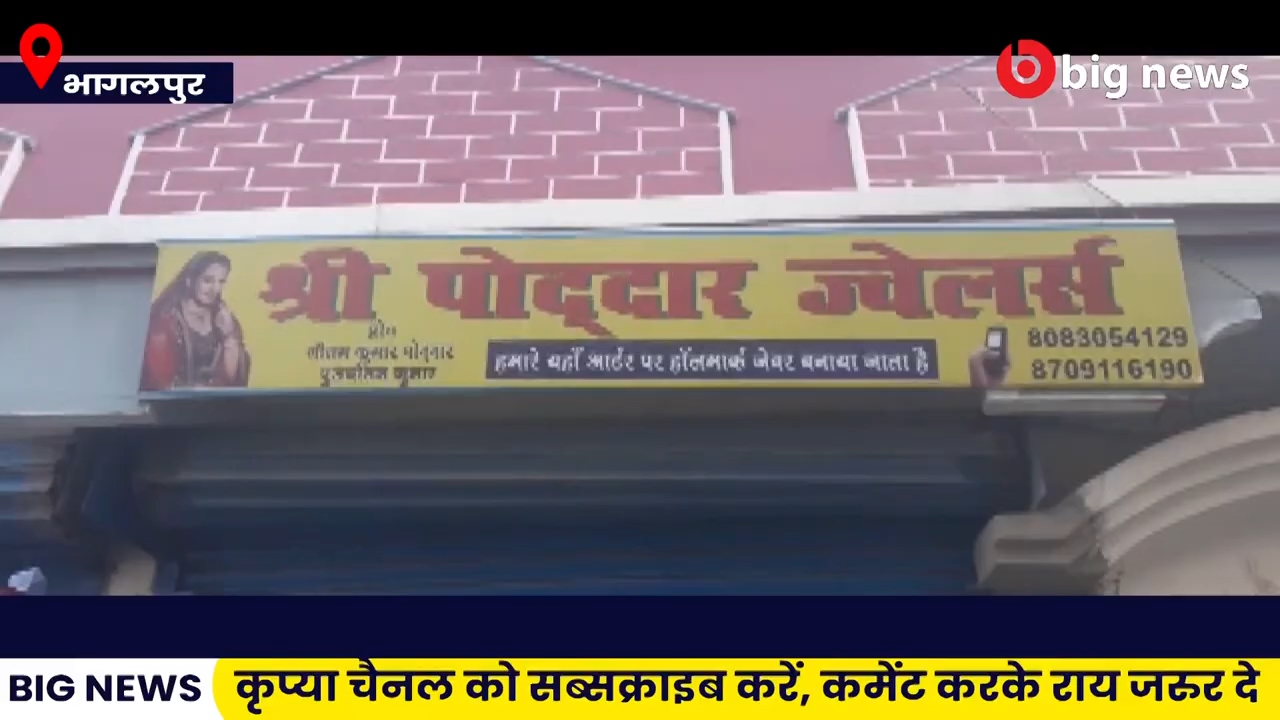 भागलपुर
big news
श्री पोद्दार ज्वेलर्स
प्रो०
कुमार पोद्दार
कुमार
हमारे यहाँ आर्डर पर हॉलमार्क जेवर बनाया जाता है
8083054129
8709116190
BIG NEWS
कृप्या चैनल को सब्सक्राइब करें, कमेंट करके राय जरुर दे